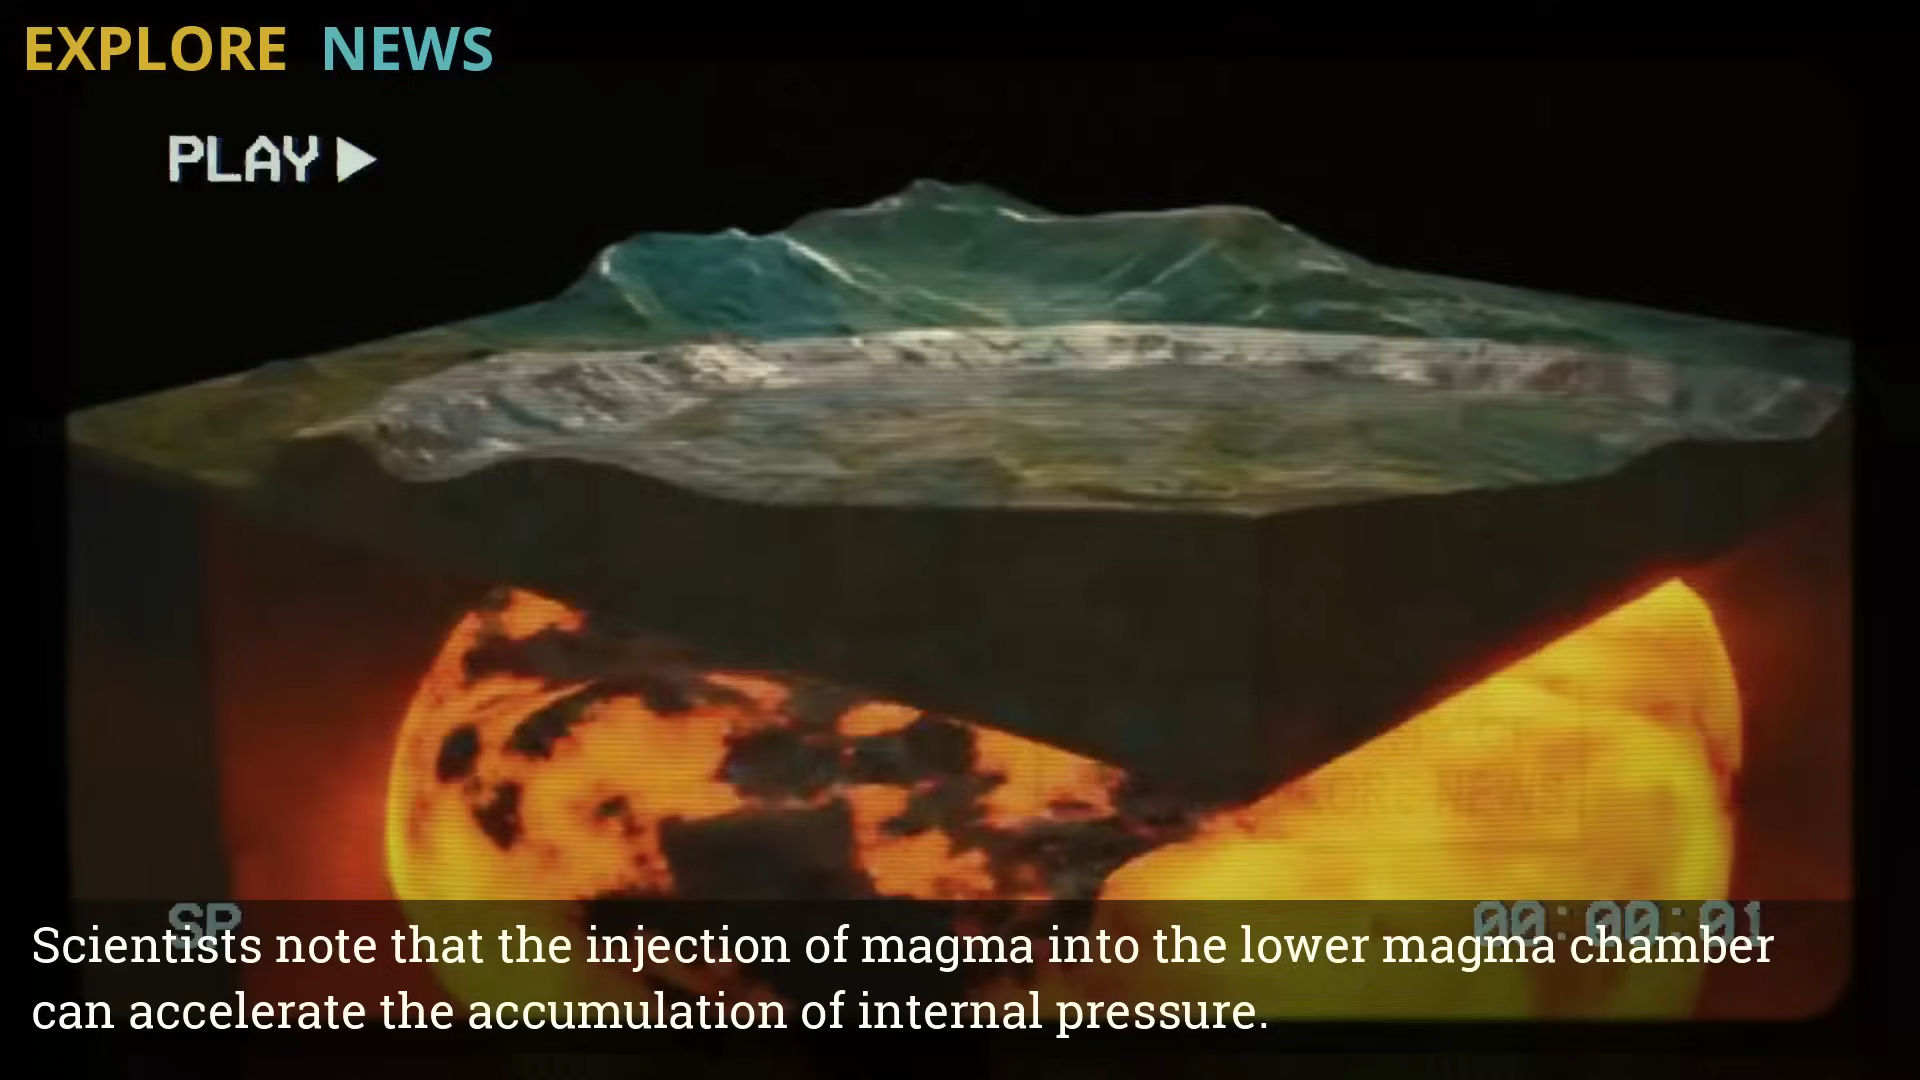 EXPLORE NEWS
PLAY
SP
00:00:01
Scientists note that the injection of magma into the lower magma chamber
can accelerate the accumulation of internal pressure.